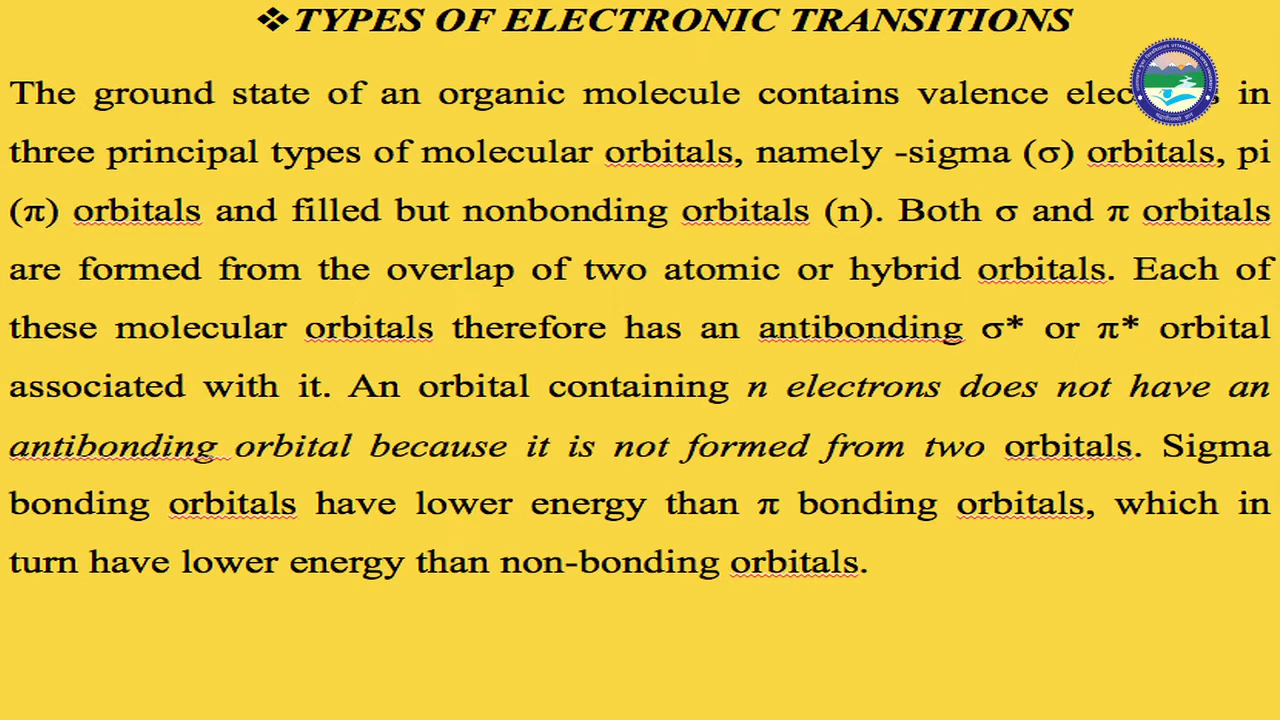 ❖TYPES OF ELECTRONIC TRANSITIONS
The ground state of an organic molecule contains valence in
three principal types of molecular orbitals, namely -sigma (σ) orbitals, pi
(π) orbitals and filled but nonbonding orbitals (n). Both σ and π orbitals
are formed from the overlap of two atomic or hybrid orbitals. Each of
these molecular orbitals therefore has an antibonding σ* or π* orbital
associated with it. An orbital containing n electrons does not have an
antibonding orbital because it is not formed from two orbitals. Sigma
bonding orbitals have lower energy than π bonding orbitals, which in
turn have lower energy than non-bonding orbitals.